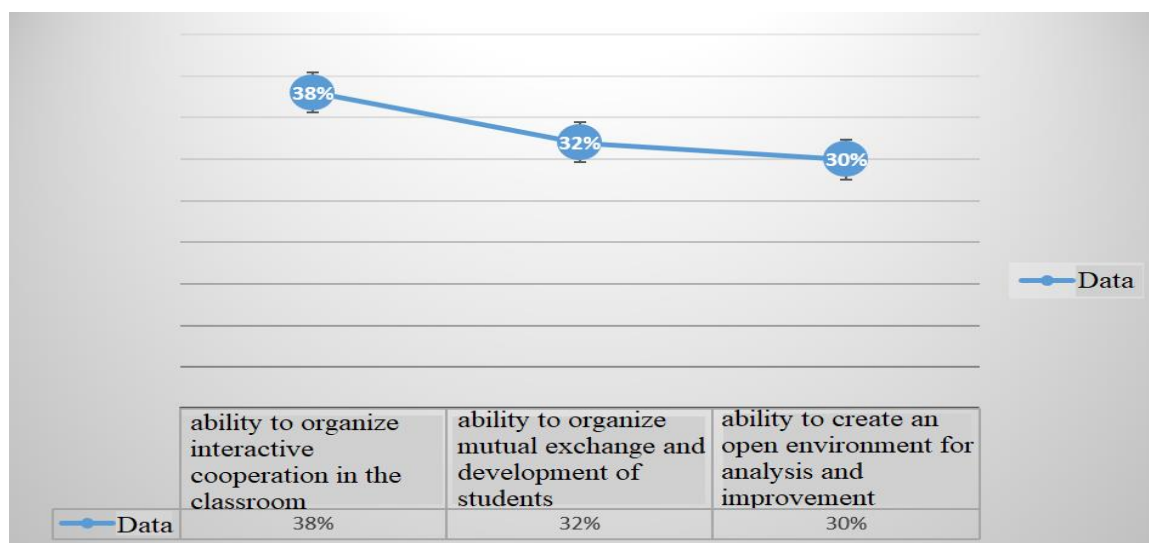 38%
32%
30%
Data
ability to organize
interactive
cooperation in the
classroom
ability to organize
mutual exchange and
development of
students
ability to create an
open environment for
analysis and
improvement
Data
38%
32%
30%